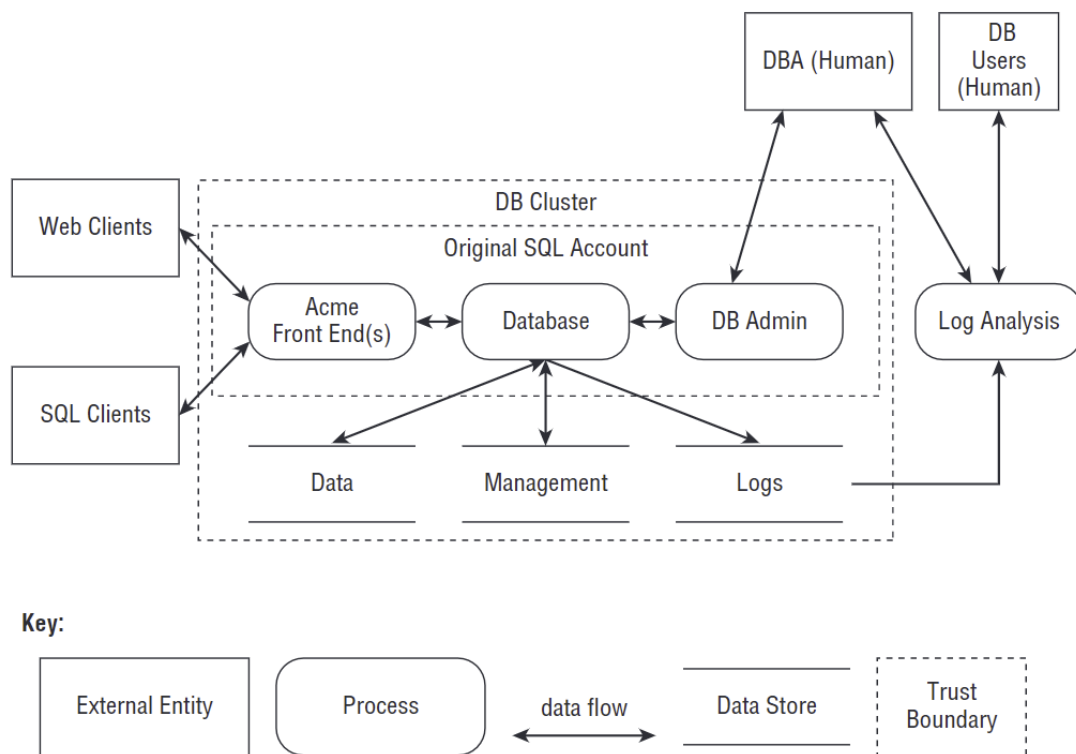 DBA (Human)
DB
Users
(Human)
Web Clients
DB Cluster
Original SQL Account
Acme
Front End(s)
Database
DB Admin
Log Analysis
SQL Clients
Data
Management
Logs
Key:
External Entity
Process
data flow
Data Store
Trust
Boundary